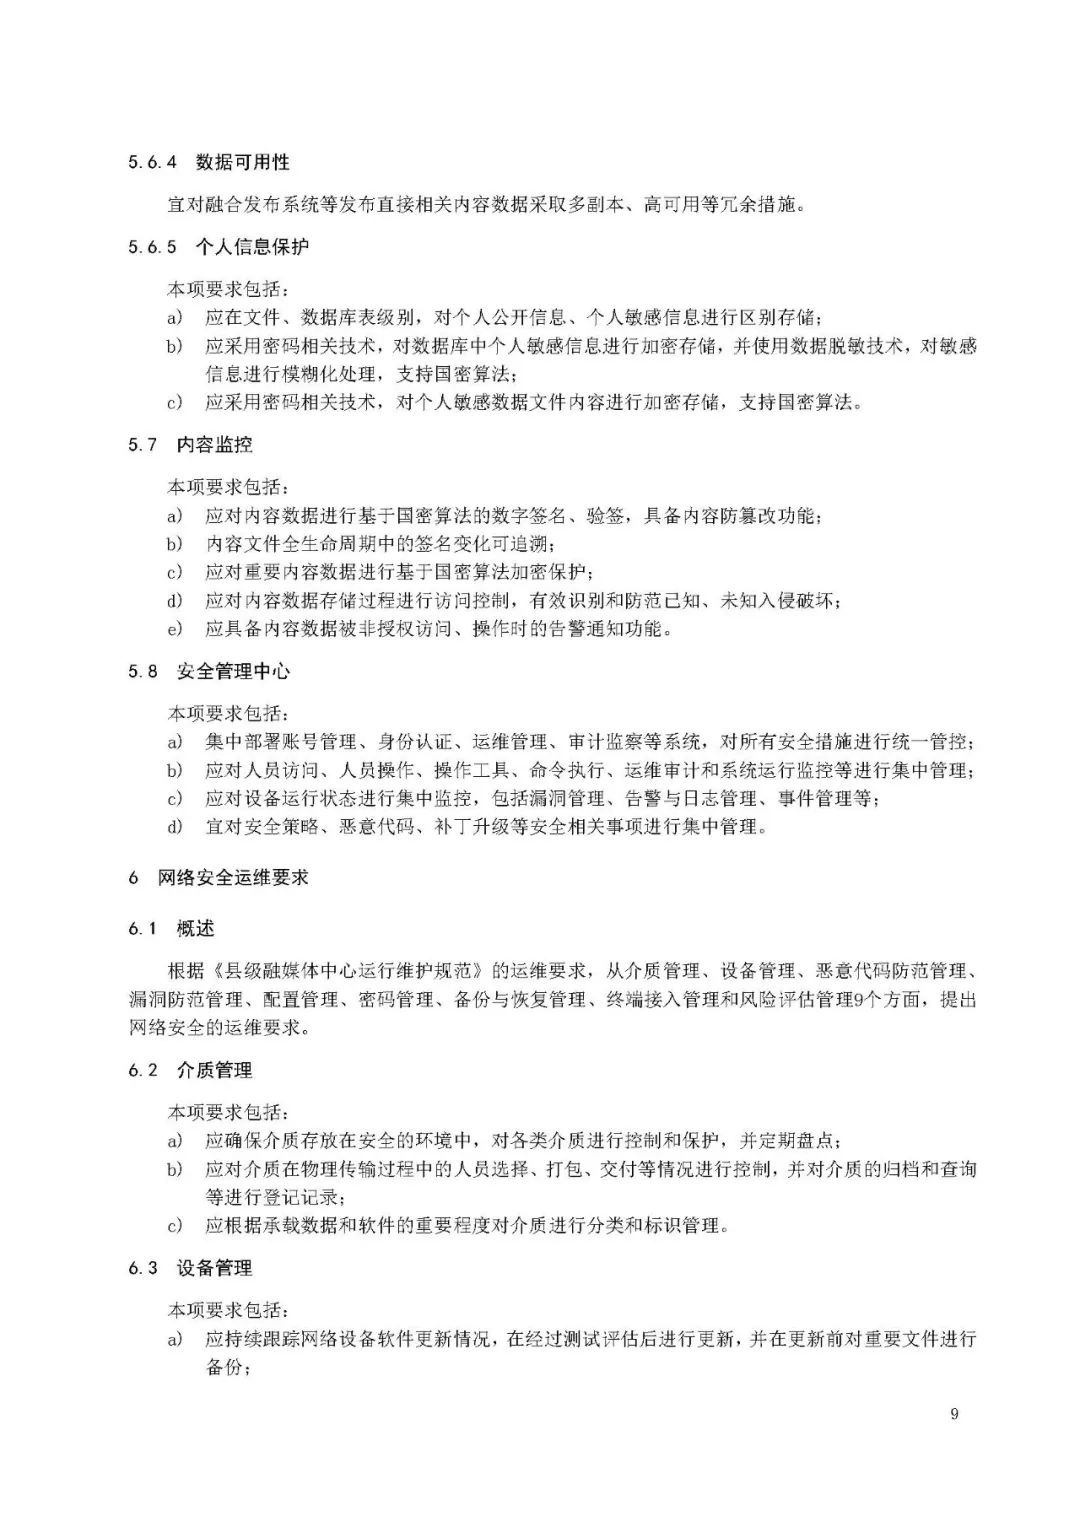 5.6.4 数据可用性
宜对融合发布系统等发布直接相关内容数据采取多副本、高可用等冗余措施。
5.6.5 个人信息保护
本项要求包括：
a) 应在文件、数据库表级别，对个人公开信息、个人敏感信息进行区别存储；
b) 应采用密码相关技术，对数据库中个人敏感信息进行加密存储，并使用数据脱敏技术，对敏感
信息进行模糊化处理，支持国密算法；
c) 应采用密码相关技术，对个人敏感数据文件内容进行加密存储，支持国密算法。
5.7 内容监控
本项要求包括：
a) 应对内容数据进行基于国密算法的数字签名、验签，具备内容防篡改功能；
b) 内容文件全生命周期中的签名变化可追溯；
c) 应对重要内容数据进行基于国密算法加密保护；
d) 应对内容数据存储过程进行访问控制，有效识别和防范已知、未知入侵破坏；
e) 应具备内容数据被非授权访问、操作时的告警通知功能。
5.8 安全管理中心
本项要求包括：
a) 集中部署账号管理、身份认证、运维管理、审计监察等系统，对所有安全措施进行统一管控；
b) 应对人员访问、人员操作、操作工具、命令执行、运维审计和系统运行监控等进行集中管理；
c) 应对设备运行状态进行集中监控，包括漏洞管理、告警与日志管理、事件管理等；
d) 宜对安全策略、恶意代码、补丁升级等安全相关事项进行集中管理。
6 网络安全运维要求
6.1 概述
根据《县级融媒体中心运行维护规范》的运维要求，从介质管理、设备管理、恶意代码防范管理、
漏洞防范管理、配置管理、密码管理、备份与恢复管理、终端接入管理和风险评估管理9个方面，提出
网络安全的运维要求。
6.2 介质管理
本项要求包括：
a) 应确保介质存放在安全的环境中，对各类介质进行控制和保护，并定期盘点；
b) 应对介质在物理传输过程中的人员选择、打包、交付等情况进行控制，并对介质的归档和查询
等进行登记记录；
c) 应根据承载数据和软件的重要程度对介质进行分类和标识管理。
6.3 设备管理
本项要求包括：
a) 应持续跟踪网络设备软件更新情况，在经过测试评估后进行更新，并在更新前对重要文件进行
备份；
9